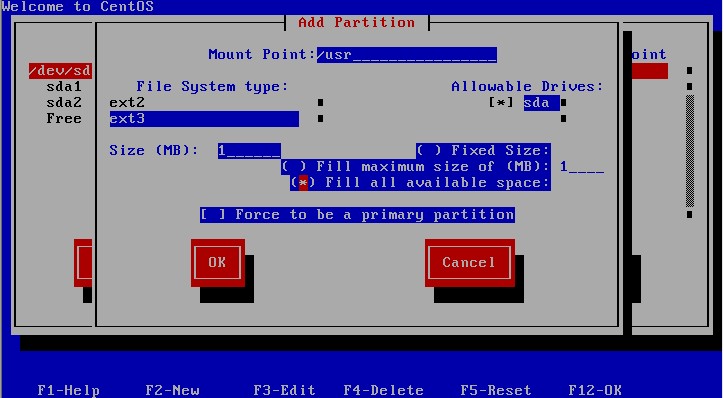 Welcome to CentOS
Add Partition
Mount Point:/usr________________
oint
/dev/sd
File System type: Allowable Drives:
sda1
ext2 [*] sda
sda2
ext3
Free
Size (MB): 1______ ( ) Fixed Size:
( ) Fill maximum size of (MB): 1____
(*) Fill all available space:
[ ] Force to be a primary partition
OK Cancel
F1-Help F2-New F3-Edit F4-Delete F5-Reset F12-OK